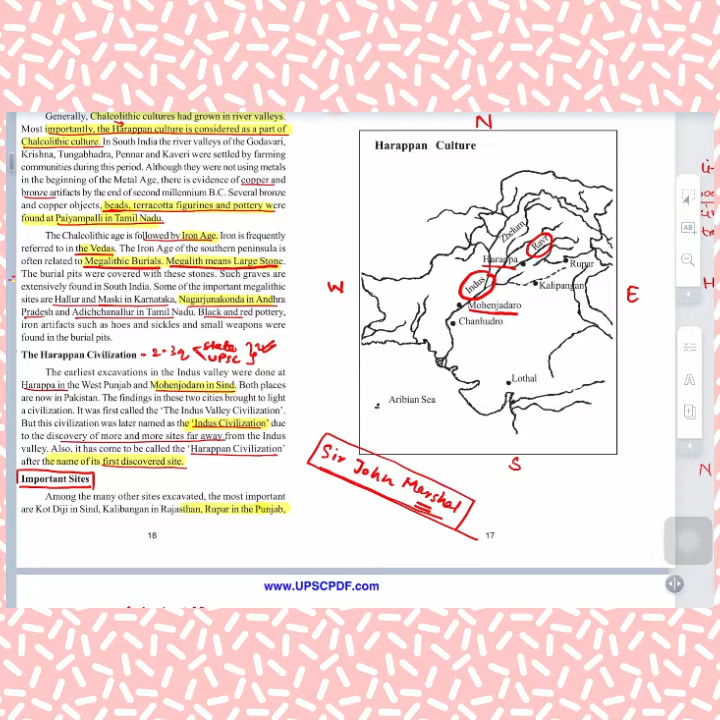 Generally, Chalcolithic cultures had grown in river valleys.
Most importantly, the Harappan culture is considered as a part of
Chalcolithic culture. In South India the river valleys of the Godavari,
Krishna, Tungabhadra, Pennar and Kaveri were settled by farming
communities during this period. Although they were not using metals
in the beginning of the Metal Age, there is evidence of copper and
bronze artifacts by the end of second millennium B.C. Several bronze
and copper objects, beads, terracotta figurines and pottery were
found at Paiyampalli in Tamil Nadu.
The Chalcolithic age is followed by Iron Age. Iron is frequently
referred to in the Vedas. The Iron Age of the southern peninsula is
often related to Megalithic Burials. Megalith means Large Stone.
The burial pits were covered with these stones. Such graves are
extensively found in South India. Some of the important megalithic
sites are Hallur and Maski in Karnataka, Nagarjunakonda in Andhra
Pradesh and Adichchanallur in Tamil Nadu. Black and red pottery,
iron artifacts such as hoes and sickles and small weapons were
found in the burial pits.
The Harappan Civilization = 2-3q state UPSC
The earliest excavations in the Indus valley were done at
Harappa in the West Punjab and Mohenjodaro in Sind. Both places
are now in Pakistan. The findings in these two cities brought to light
a civilization. It was first called the 'The Indus Valley Civilization'.
But this civilization was later named as the 'Indus Civilization' due
to the discovery of more and more sites far away from the Indus
valley. Also, it has come to be called the 'Harappan Civilization'
after the name of its first discovered site.
Important Sites
Among the many other sites excavated, the most important
are Kot Diji in Sind, Kalibangan in Rajasthan, Rupar in the Punjab,
16
N
Harappan Culture
Zhelum
Ravi
Harappa
Rupar
Indus
Kalipangan
W
E
Mohenjadaro
Chanhudro
Lothal
Aribian Sea
S
Sir John Marshal
17
www.UPSCPDF.com
H
N